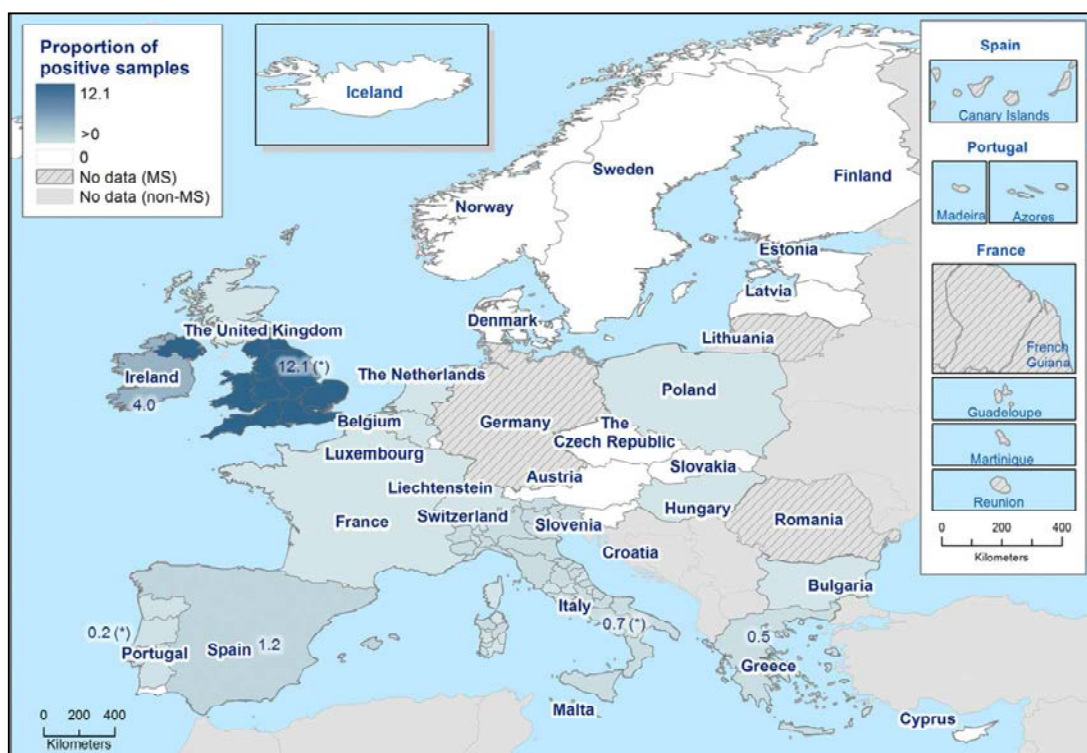 Proportion of
positive samples
12.1
>0
0
No data (MS)
No data (non-MS)
Iceland
Spain
Canary Islands
Portugal
Madeira
Azores
France
French
Guiana
Guadeloupe
Martinique
Reunion
0 200 400
Kilometers
Sweden
Finland
Norway
Estonia
Latvia
Denmark
Lithuania
The United Kingdom
12.1 (*)
Ireland
4.0
The Netherlands
Poland
Belgium
Germany
The
Czech Republic
Luxembourg
Slovakia
Austria
Liechtenstein
Hungary
France
Switzerland
Slovenia
Romania
Croatia
Bulgaria
Italy
0.7 (*)
0.2 (*)
Portugal
Spain 1.2
0.5
Greece
Malta
Cyprus
0 200 400
Kilometers